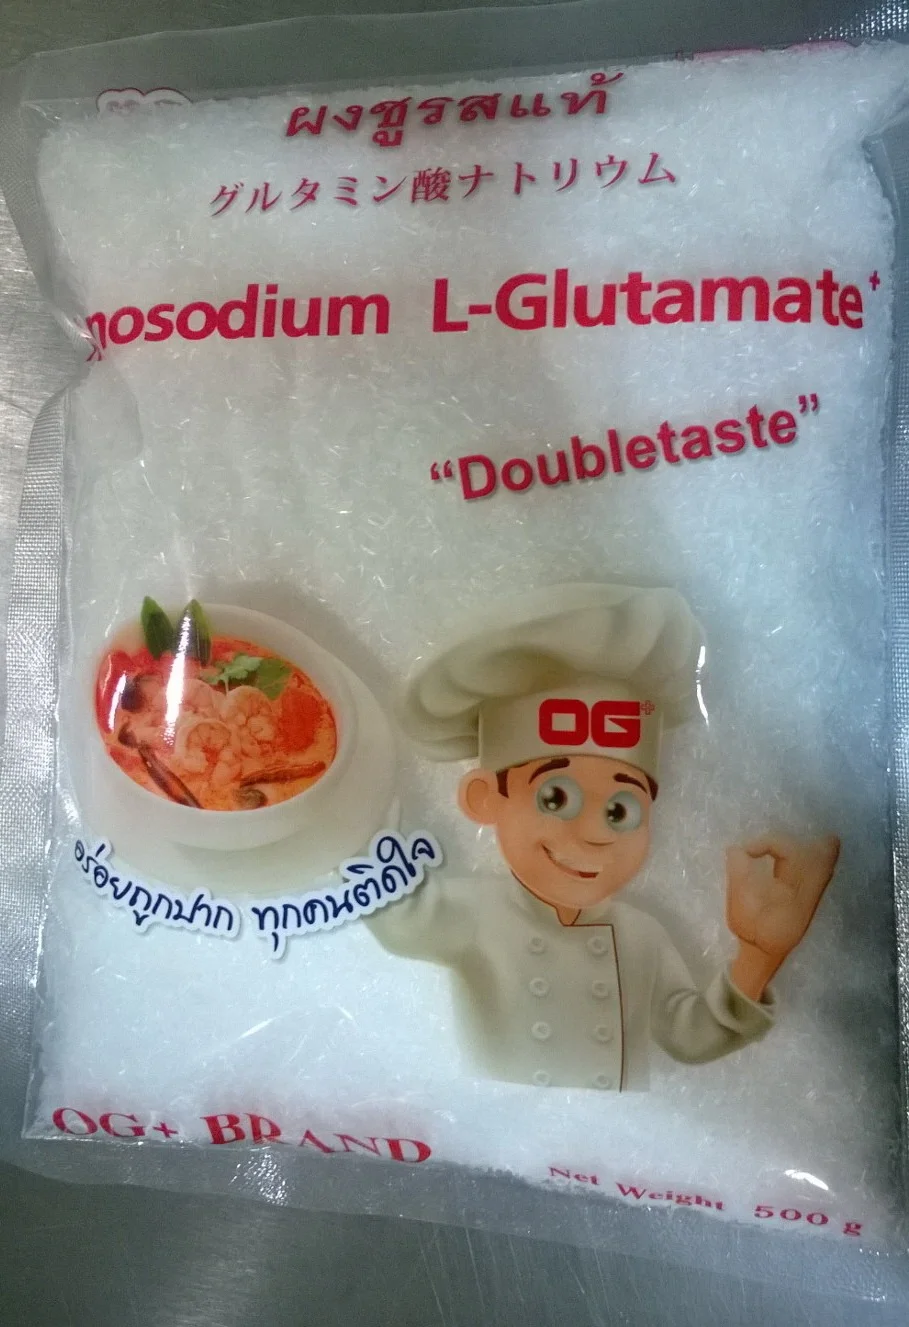 ผงชูรสแท้
グルタミン酸ナトリウム
nosodium L-Glutamate+
“Doubletaste”
OG+
อร่อยถูกปาก ทุกคนติดใจ
OG+ BRAND
Net Weight 500 g